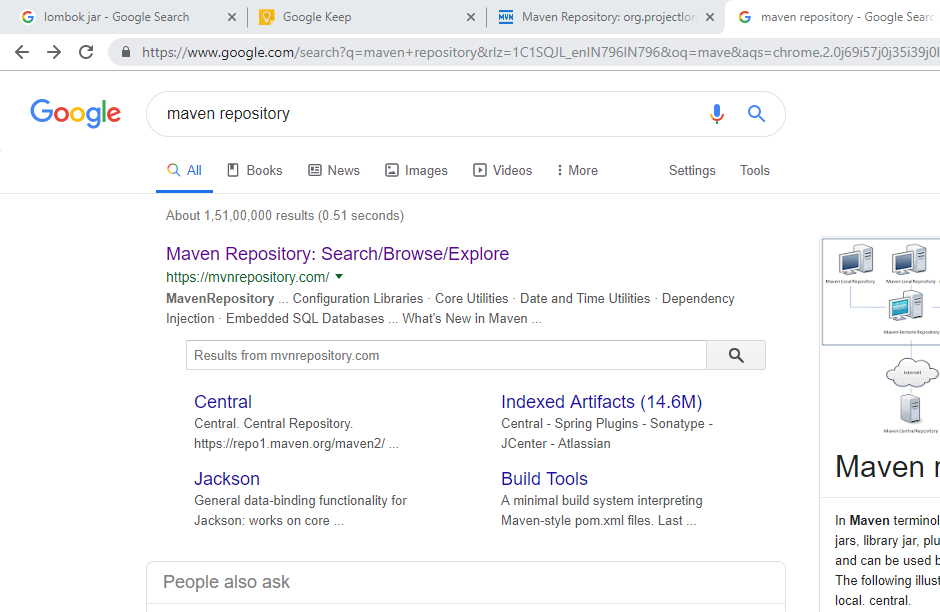 lombok jar - Google Search
Google Keep
MVN Maven Repository: org.projectlon
maven repository - Google Searc
https://www.google.com/search?q=maven+repository&rlz=1C1SQJL_enIN796IN796&oq=mave&aqs=chrome.2.0j69i57j0j35i39j0l
Google
maven repository
All
Books
News
Images
Videos
More
Settings
Tools
About 1,51,00,000 results (0.51 seconds)
Maven Repository: Search/Browse/Explore
https://mvnrepository.com/
MavenRepository ... Configuration Libraries · Core Utilities · Date and Time Utilities · Dependency
Injection · Embedded SQL Databases ... What's New in Maven ...
Results from mvnrepository.com
Central
Central. Central Repository.
https://repo1.maven.org/maven2/ ...
Indexed Artifacts (14.6M)
Central - Spring Plugins - Sonatype -
JCenter - Atlassian
Jackson
General data-binding functionality for
Jackson: works on core ...
Build Tools
A minimal build system interpreting
Maven-style pom.xml files. Last ...
People also ask
Maven Local Repository
Maven Local Repository
Maven Remote Repository
Internet
Maven Central Repository
Maven r
In Maven terminol
jars, library jar, plu
and can be used b
The following illust
local, central.